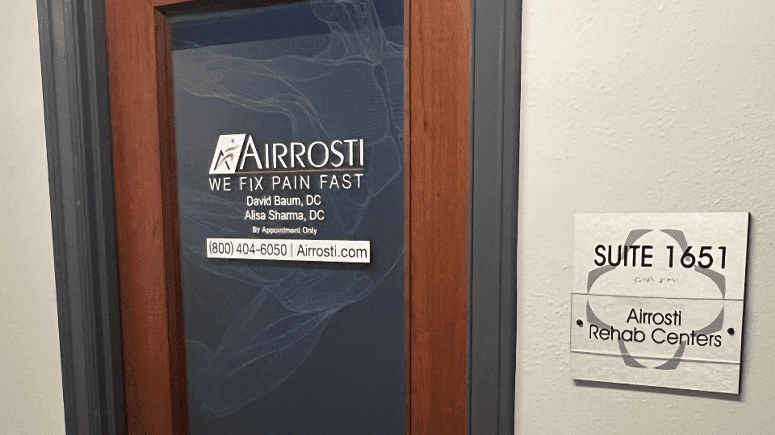 AIRROSTI
WE FIX PAIN FAST
David Baum, DC
Alisa Sharma, DC
By Appointment Only
(800) 404-6050 | Airrosti.com
SUITE 1651
Airrosti
Rehab Centers